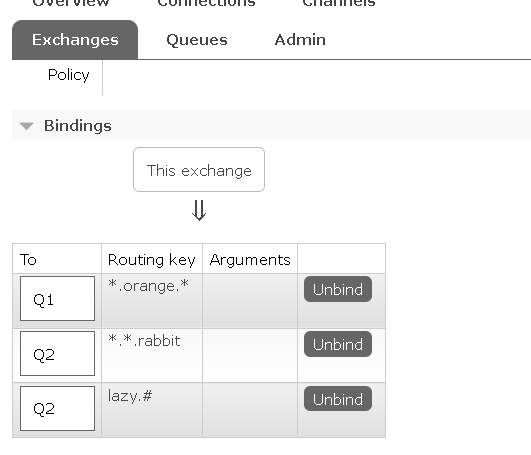 Overview Connections Channels
Exchanges Queues Admin
Policy
Bindings
This exchange
⇓
To Routing key Arguments
Q1 *.orange.* Unbind
Q2 *.*.rabbit Unbind
Q2 lazy.# Unbind